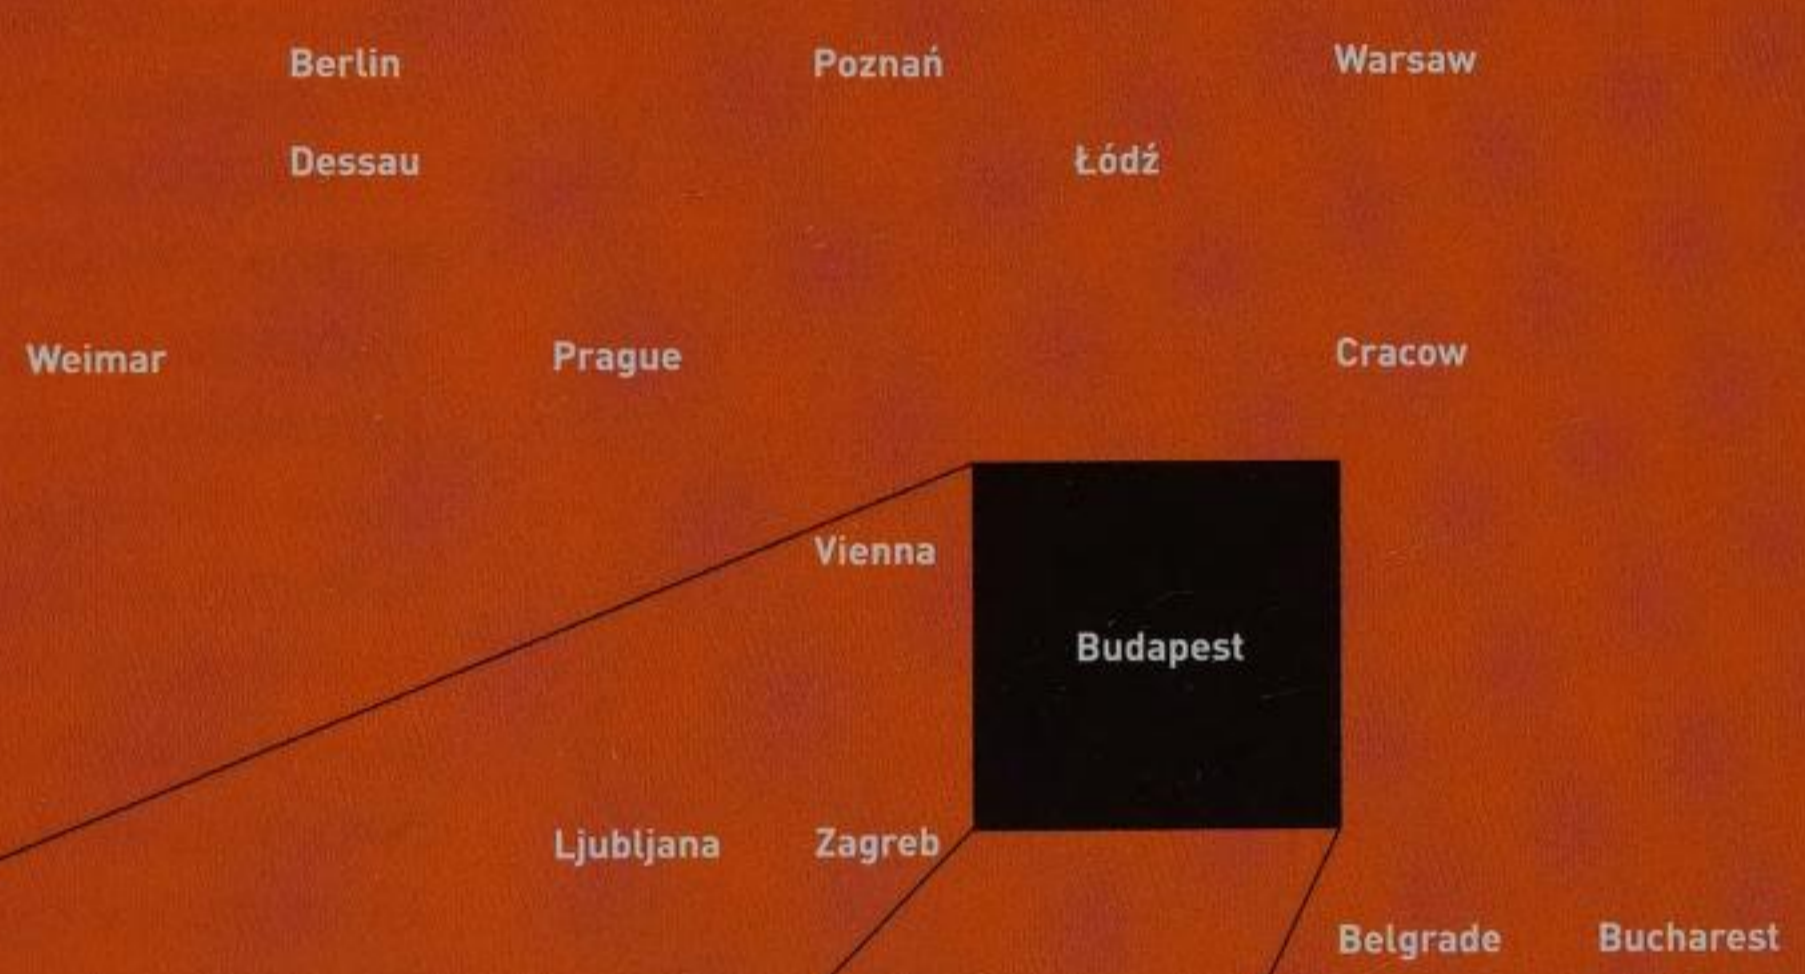 Berlin Poznań Warsaw
Dessau Łódź
Weimar Prague Cracow
Vienna
Budapest
Ljubljana Zagreb
Belgrade Bucharest